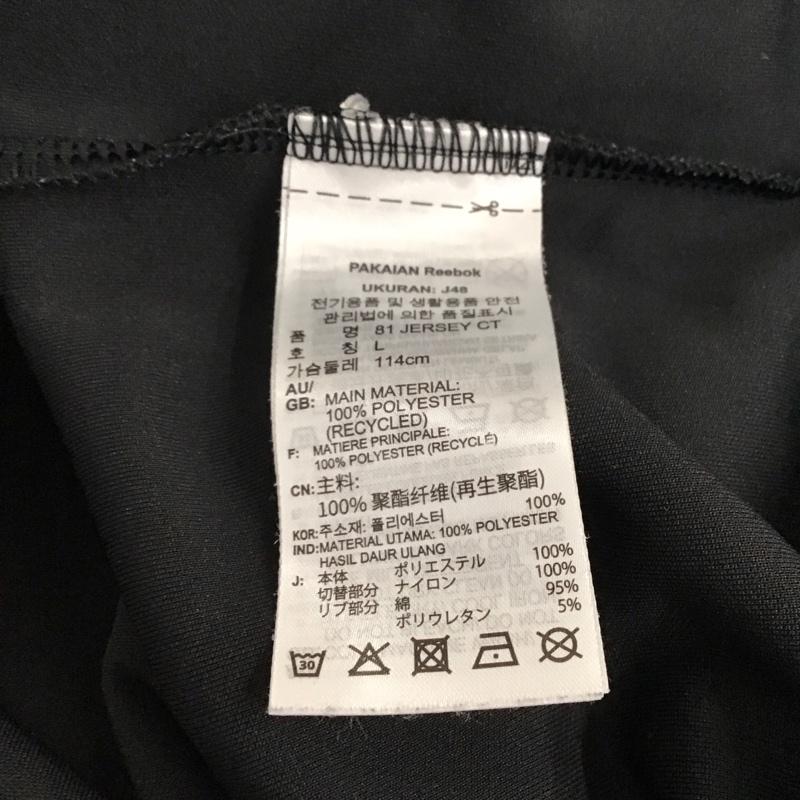 PAKAIAN Reebok
UKURAN: J48
전기용품 및 생활용품 안전
관리법에 의한 품질표시
품 명 81 JERSEY CT
호 칭 L
가슴둘레 114cm
AU/
GB: MAIN MATERIAL:
100% POLYESTER
(RECYCLED)
F: MATIERE PRINCIPALE:
100% POLYESTER (RECYCLÉ)
CN: 主料:
100% 聚酯纤维(再生聚酯)
KOR: 주소재: 폴리에스터 100%
IND: MATERIAL UTAMA: 100% POLYESTER
HASIL DAUR ULANG
J: 本体 ポリエステル 100%
切替部分 ナイロン 100%
リブ部分 綿 95%
ポリウレタン 5%
30